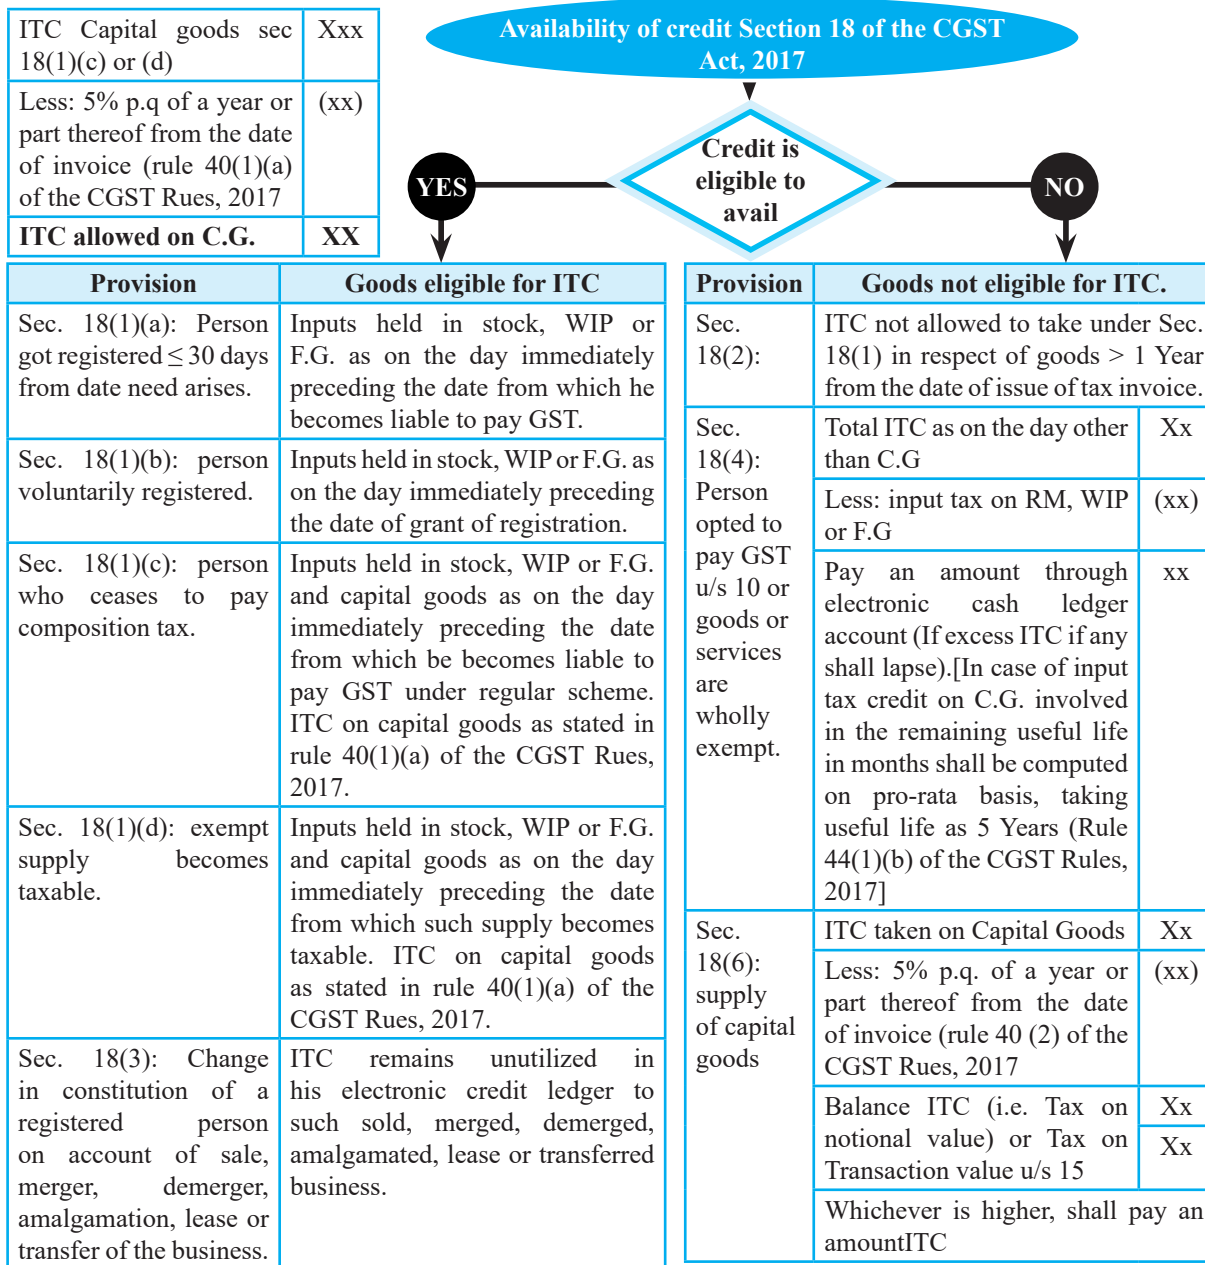 ITC Capital goods sec Xxx
18(1)(c) or (d)
Less: 5% p.q of a year or (xx)
part thereof from the date
of invoice (rule 40(1)(a)
of the CGST Rues, 2017
ITC allowed on C.G. XX
Availability of credit Section 18 of the CGST
Act, 2017
Credit is
eligible to
avail
YES
NO
Provision Goods eligible for ITC
Sec. 18(1)(a): Person
got registered ≤ 30 days
from date need arises.
Inputs held in stock, WIP or
F.G. as on the day immediately
preceding the date from which he
becomes liable to pay GST.
Sec. 18(1)(b): person
voluntarily registered.
Inputs held in stock, WIP or F.G. as
on the day immediately preceding
the date of grant of registration.
Sec. 18(1)(c): person
who ceases to pay
composition tax.
Inputs held in stock, WIP or F.G.
and capital goods as on the day
immediately preceding the date
from which be becomes liable to
pay GST under regular scheme.
ITC on capital goods as stated in
rule 40(1)(a) of the CGST Rues,
2017.
Sec. 18(1)(d): exempt
supply becomes
taxable.
Inputs held in stock, WIP or F.G.
and capital goods as on the day
immediately preceding the date
from which such supply becomes
taxable. ITC on capital goods
as stated in rule 40(1)(a) of the
CGST Rues, 2017.
Sec. 18(3): Change
in constitution of a
registered person
on account of sale,
merger, demerger,
amalgamation, lease or
transfer of the business.
ITC remains unutilized in
his electronic credit ledger to
such sold, merged, demerged,
amalgamated, lease or transferred
business.
Provision Goods not eligible for ITC.
Sec.
18(2):
ITC not allowed to take under Sec.
18(1) in respect of goods > 1 Year
from the date of issue of tax invoice.
Sec.
18(4):
Person
opted to
pay GST
u/s 10 or
goods or
services
are
wholly
exempt.
Total ITC as on the day other Xx
than C.G
Less: input tax on RM, WIP (xx)
or F.G
Pay an amount through xx
electronic cash ledger
account (If excess ITC if any
shall lapse).[In case of input
tax credit on C.G. involved
in the remaining useful life
in months shall be computed
on pro-rata basis, taking
useful life as 5 Years (Rule
44(1)(b) of the CGST Rules,
2017]
Sec.
18(6):
supply
of capital
goods
ITC taken on Capital Goods Xx
Less: 5% p.q. of a year or (xx)
part thereof from the date
of invoice (rule 40 (2) of the
CGST Rues, 2017
Balance ITC (i.e. Tax on Xx
notional value) or Tax on Xx
Transaction value u/s 15
Whichever is higher, shall pay an
amountITC